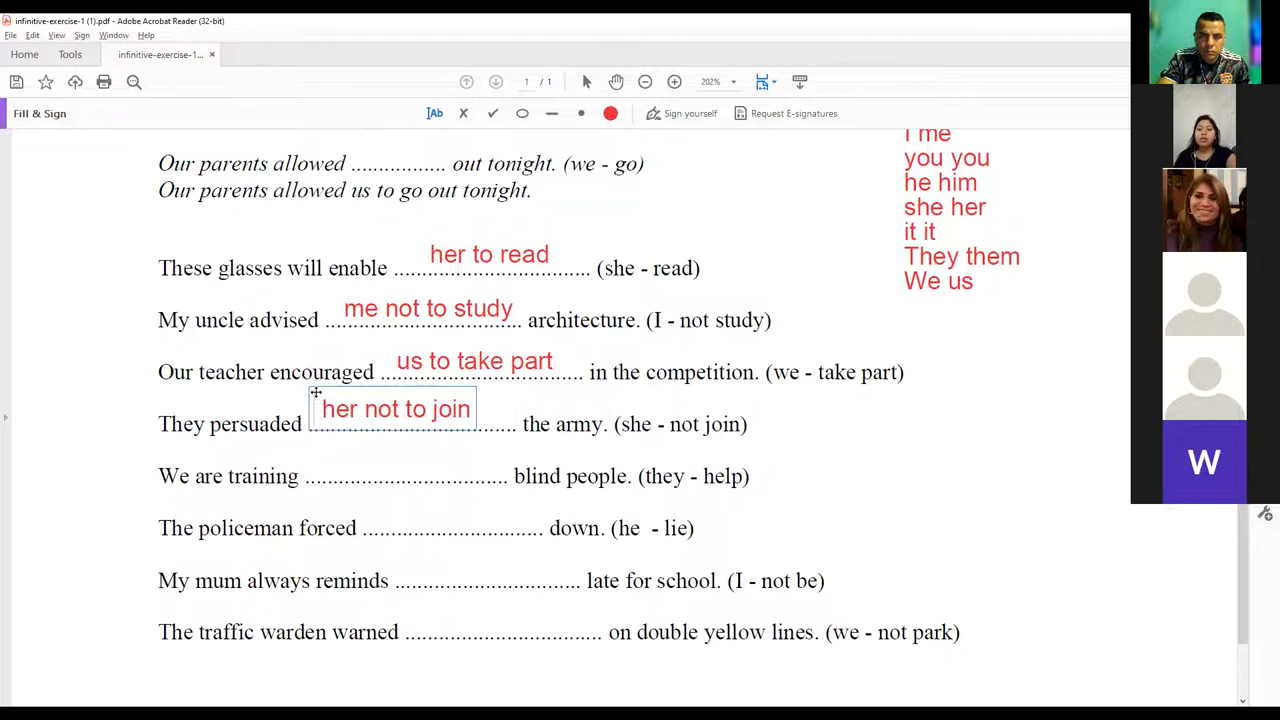 infinitive-exercise-1 (1).pdf - Adobe Acrobat Reader (32-bit)
File Edit View Sign Window Help
Home Tools infinitive-exercise-1... ×
1 / 1 202%
Fill & Sign Ab Sign yourself Request E-signatures
I me
you you
he him
she her
it it
They them
We us
Our parents allowed ................. out tonight. (we - go)
Our parents allowed us to go out tonight.
her to read
These glasses will enable ................................... (she - read)
me not to study
My uncle advised ................................... architecture. (I - not study)
us to take part
Our teacher encouraged .................................... in the competition. (we - take part)
her not to join
They persuaded ..................................... the army. (she - not join)
We are training .................................... blind people. (they - help)
The policeman forced ................................ down. (he - lie)
My mum always reminds ................................. late for school. (I - not be)
The traffic warden warned ................................... on double yellow lines. (we - not park)
W